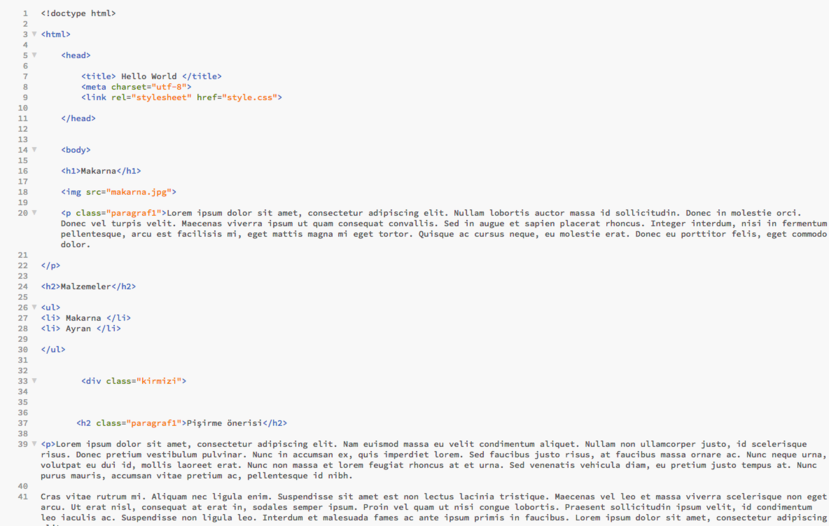 1 <!doctype html>
2
3 <html>
4
5 <head>
6
7 <title> Hello World </title>
8 <meta charset="utf-8">
9 <link rel="stylesheet" href="style.css">
10
11 </head>
12
13
14 <body>
15
16 <h1>Makarna</h1>
17
18 <img src="makarna.jpg">
19
20 <p class="paragraf1">Lorem ipsum dolor sit amet, consectetur adipiscing elit. Nullam lobortis auctor massa id sollicitudin. Donec in molestie orci.
Donec vel turpis velit. Maecenas viverra ipsum ut quam consequat convallis. Sed in augue et sapien placerat rhoncus. Integer interdum, nisi in fermentum
pellentesque, arcu est facilisis mi, eget mattis magna mi eget tortor. Quisque ac cursus neque, eu molestie erat. Donec eu porttitor felis, eget commodo
dolor.
21
22 </p>
23
24 <h2>Malzemeler</h2>
25
26 <ul>
27 <li> Makarna </li>
28 <li> Ayran </li>
29
30 </ul>
31
32
33 <div class="kirmizi">
34
35
36
37 <h2 class="paragraf1">Pişirme önerisi</h2>
38
39 <p>Lorem ipsum dolor sit amet, consectetur adipiscing elit. Nam euismod massa eu velit condimentum aliquet. Nullam non ullamcorper justo, id scelerisque
risus. Donec pretium vestibulum pulvinar. Nunc in accumsan ex, quis imperdiet lorem. Sed faucibus justo risus, at faucibus massa ornare ac. Nunc neque urna,
volutpat eu dui id, mollis laoreet erat. Nunc non massa et lorem feugiat rhoncus at et urna. Sed venenatis vehicula diam, eu pretium justo tempus at. Nunc
purus mauris, accumsan vitae pretium ac, pellentesque id nibh.
40
41 Cras vitae rutrum mi. Aliquam nec ligula enim. Suspendisse sit amet est non lectus lacinia tristique. Maecenas vel leo et massa viverra scelerisque non eget
arcu. Ut erat nisl, consequat at erat in, sodales semper ipsum. Proin vel quam ut nisi congue lobortis. Praesent sollicitudin ipsum velit, id condimentum
leo iaculis ac. Suspendisse non ligula leo. Interdum et malesuada fames ac ante ipsum primis in faucibus. Lorem ipsum dolor sit amet, consectetur adipiscing